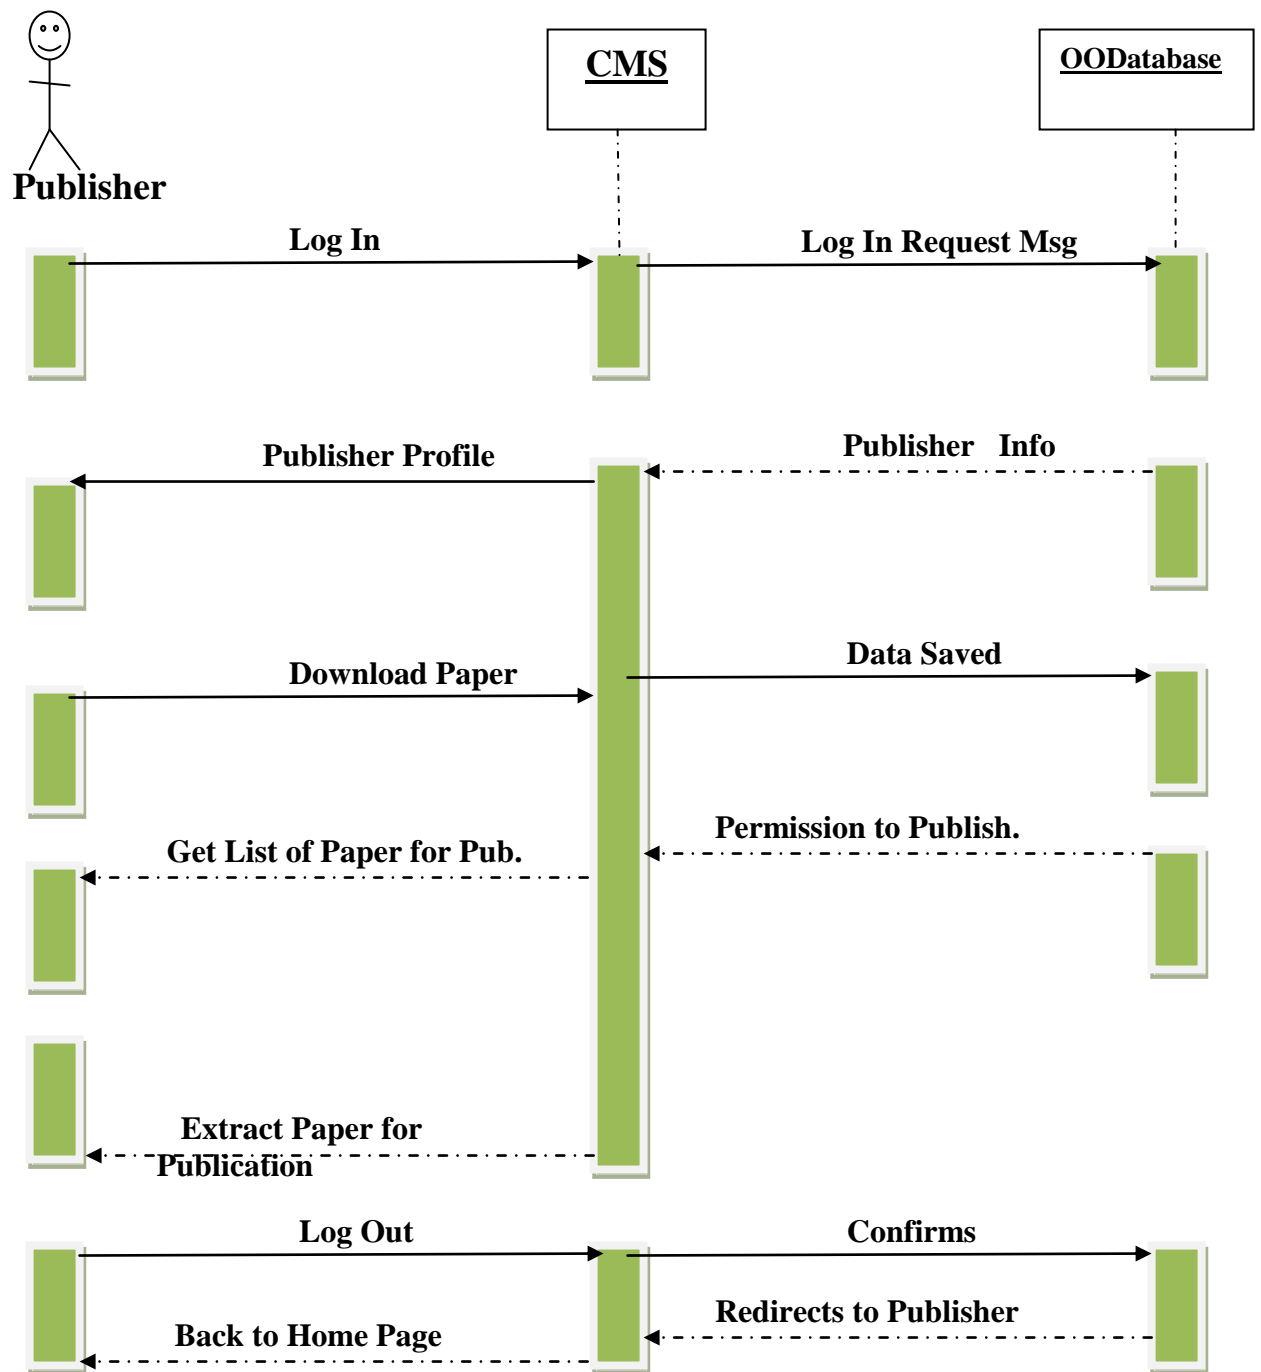 CMS
OODatabase
Publisher
Log In
Log In Request Msg
Publisher Info
Publisher Profile
Data Saved
Download Paper
Permission to Publish.
Get List of Paper for Pub.
Extract Paper for
Publication
Log Out
Confirms
Redirects to Publisher
Back to Home Page